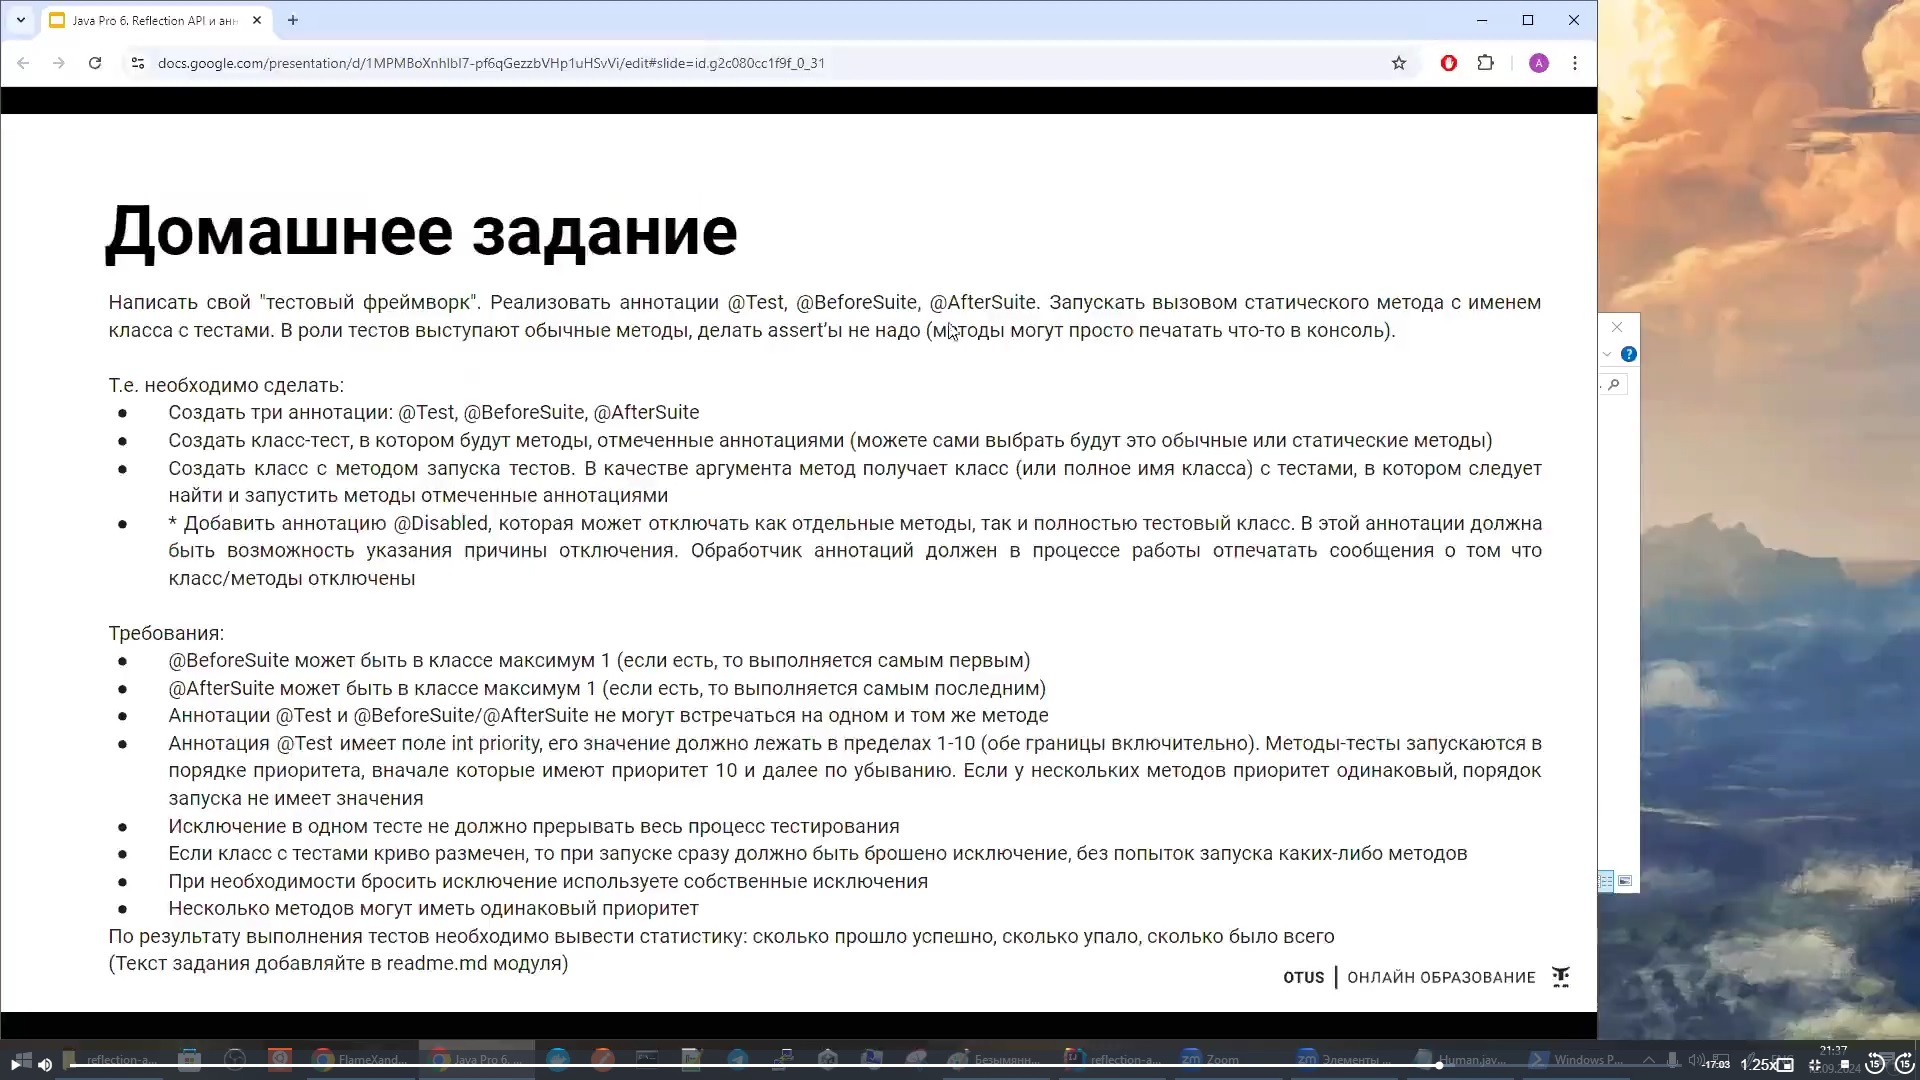 Java Pro 6. Reflection API и анн
docs.google.com/presentation/d/1MPMBoXnhlbI7-pf6qGezzbVHp1uHSvVi/edit#slide=id.g2c080cc1f9f_0_31
A
Домашнее задание
Написать свой "тестовый фреймворк". Реализовать аннотации @Test, @BeforeSuite, @AfterSuite. Запускать вызовом статического метода с именем
класса с тестами. В роли тестов выступают обычные методы, делать assert’ы не надо (методы могут просто печатать что-то в консоль).
Т.е. необходимо сделать:
● Создать три аннотации: @Test, @BeforeSuite, @AfterSuite
● Создать класс-тест, в котором будут методы, отмеченные аннотациями (можете сами выбрать будут это обычные или статические методы)
● Создать класс с методом запуска тестов. В качестве аргумента метод получает класс (или полное имя класса) с тестами, в котором следует
найти и запустить методы отмеченные аннотациями
● * Добавить аннотацию @Disabled, которая может отключать как отдельные методы, так и полностью тестовый класс. В этой аннотации должна
быть возможность указания причины отключения. Обработчик аннотаций должен в процессе работы отпечатать сообщения о том что
класс/методы отключены
Требования:
● @BeforeSuite может быть в классе максимум 1 (если есть, то выполняется самым первым)
● @AfterSuite может быть в классе максимум 1 (если есть, то выполняется самым последним)
● Аннотации @Test и @BeforeSuite/@AfterSuite не могут встречаться на одном и том же методе
● Аннотация @Test имеет поле int priority, его значение должно лежать в пределах 1-10 (обе границы включительно). Методы-тесты запускаются в
порядке приоритета, вначале которые имеют приоритет 10 и далее по убыванию. Если у нескольких методов приоритет одинаковый, порядок
запуска не имеет значения
● Исключение в одном тесте не должно прерывать весь процесс тестирования
● Если класс с тестами криво размечен, то при запуске сразу должно быть брошено исключение, без попыток запуска каких-либо методов
● При необходимости бросить исключение используете собственные исключения
● Несколько методов могут иметь одинаковый приоритет
По результату выполнения тестов необходимо вывести статистику: сколько прошло успешно, сколько упало, сколько было всего
(Текст задания добавляйте в readme.md модуля)
OTUS | ОНЛАЙН ОБРАЗОВАНИЕ
reflection-a... FlameXand... Java Pro 6. ... Безымянн... reflection-a... Zoom Элементы ... Human.jav... Windows P... 21:37
-17:03 1.25x 15 15